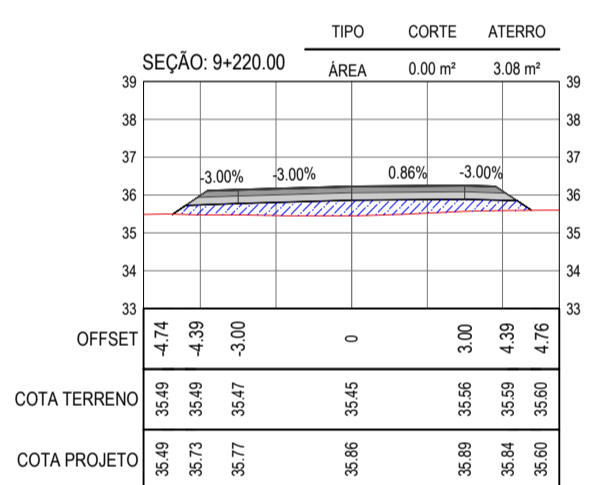 TIPO CORTE ATERRO
SEÇÃO: 9+220.00
ÁREA 0.00 m² 3.08 m²
39 39
38 38
37 37
-3.00% -3.00% 0.86% -3.00%
36 36
35 35
34 34
33 33
OFFSET -4.74 -4.39 -3.00 0 3.00 4.39 4.76
COTA TERRENO 35.49 35.49 35.47 35.45 35.56 35.59 35.60
COTA PROJETO 35.49 35.73 35.77 35.86 35.89 35.84 35.60